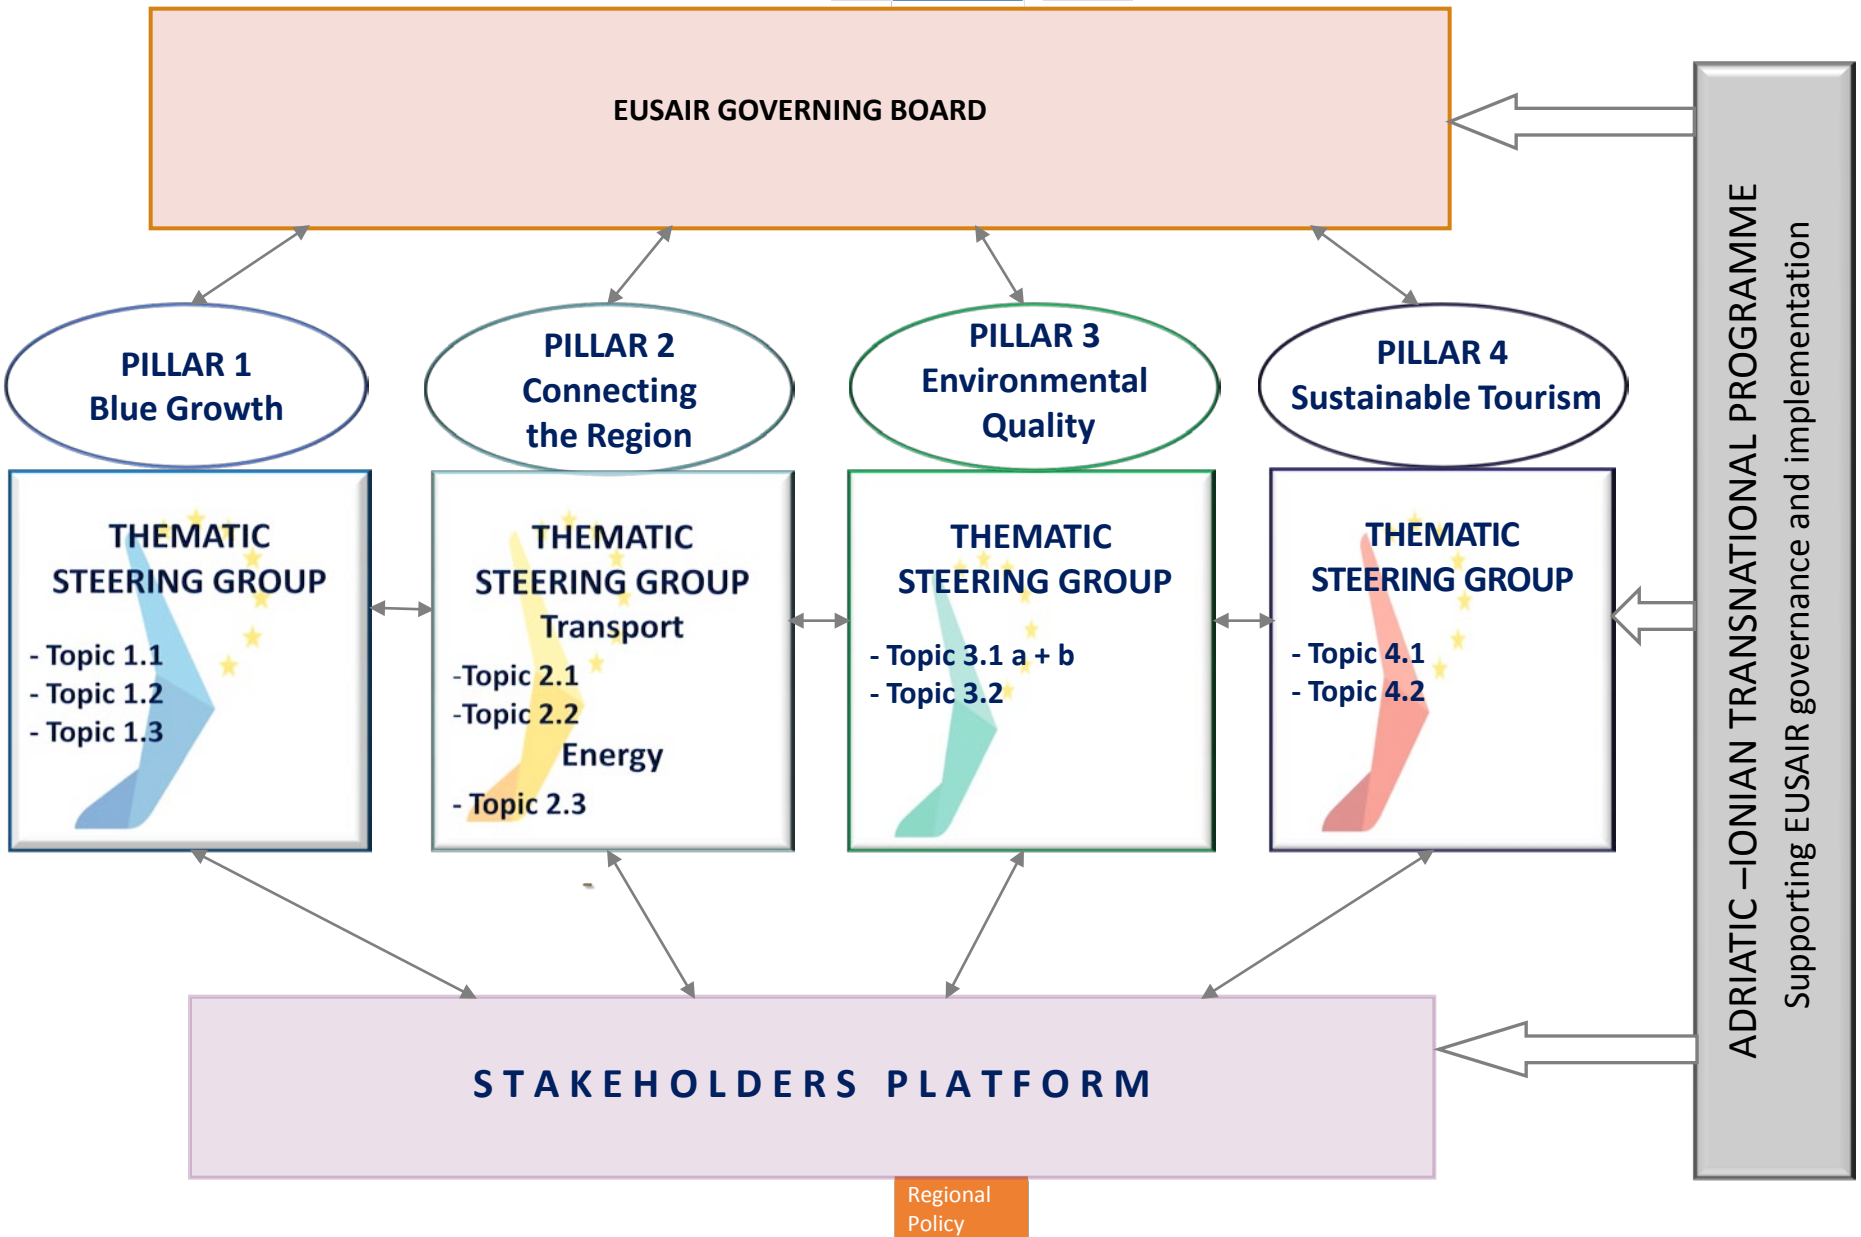 EUSAIR GOVERNING BOARD
PILLAR 1
Blue Growth
PILLAR 2
Connecting
the Region
PILLAR 3
Environmental
Quality
PILLAR 4
Sustainable Tourism
THEMATIC
STEERING GROUP
- Topic 1.1
- Topic 1.2
- Topic 1.3
THEMATIC
STEERING GROUP
Transport
-Topic 2.1
-Topic 2.2
Energy
- Topic 2.3
THEMATIC
STEERING GROUP
- Topic 3.1 a + b
- Topic 3.2
THEMATIC
STEERING GROUP
- Topic 4.1
- Topic 4.2
-
STAKEHOLDERS PLATFORM
Regional
Policy
ADRIATIC –IONIAN TRANSNATIONAL PROGRAMME
Supporting EUSAIR governance and implementation